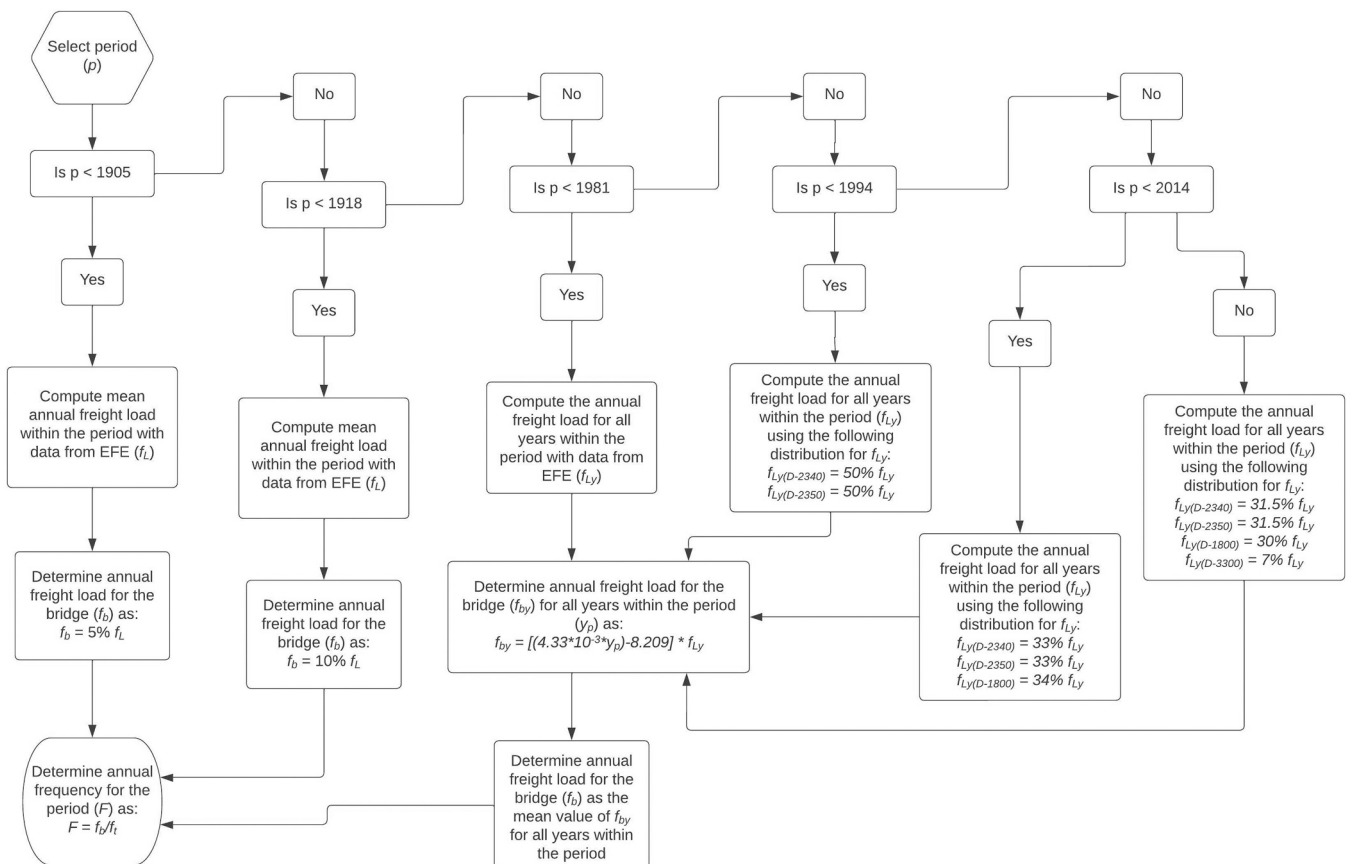 Select period
(p)
No
No
No
No
Is p < 1905
Is p < 1918
Is p < 1981
Is p < 1994
Is p < 2014
Yes
Yes
Yes
Yes
Yes
No
Compute mean
annual freight load
within the period with
data from EFE (fL)
Compute mean
annual freight load
within the period with
data from EFE (fL)
Compute the annual
freight load for all
years within the
period with data from
EFE (fLy)
Compute the annual
freight load for all years
within the period (fLy)
using the following
distribution for fLy:
fLy(D-2340) = 50% fLy
fLy(D-2350) = 50% fLy
Compute the annual
freight load for all years
within the period (fLy)
using the following
distribution for fLy:
fLy(D-2340) = 33% fLy
fLy(D-2350) = 33% fLy
fLy(D-1800) = 34% fLy
Compute the annual
freight load for all years
within the period (fLy)
using the following
distribution for fLy:
fLy(D-2340) = 31.5% fLy
fLy(D-2350) = 31.5% fLy
fLy(D-1800) = 30% fLy
fLy(D-3300) = 7% fLy
Determine annual
freight load for the
bridge (fb) as:
fb = 5% fL
Determine annual
freight load for the
bridge (fb) as:
fb = 10% fL
Determine annual freight load for the
bridge (fby) for all years within the period
(yp) as:
fby = [(4.33*10-3*yp)-8.209] * fLy
Determine annual
frequency for the
period (F) as:
F = fb/ft
Determine annual
freight load for the
bridge (fb) as the
mean value of fby
for all years within
the period